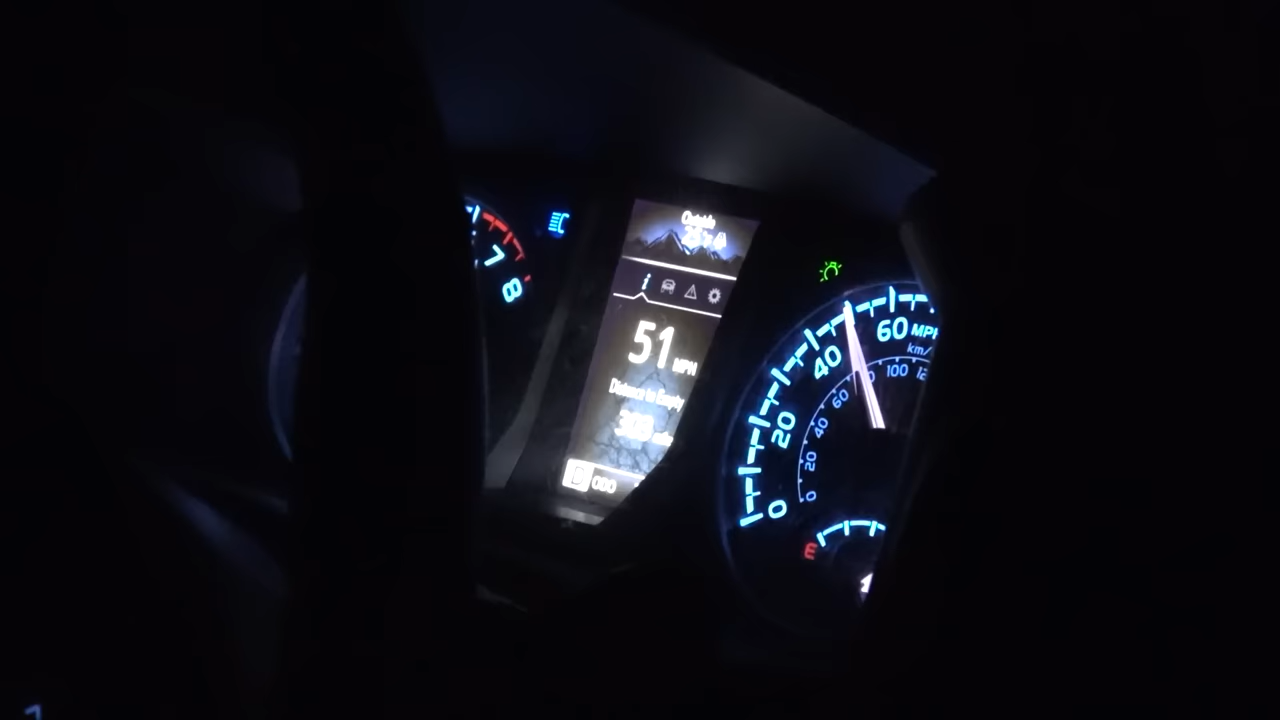 7
8
Outside
i
51 MPH
Distance to Empty
D ODO
60 MPH
40
20
0
km/
100
60
40
20
0
E